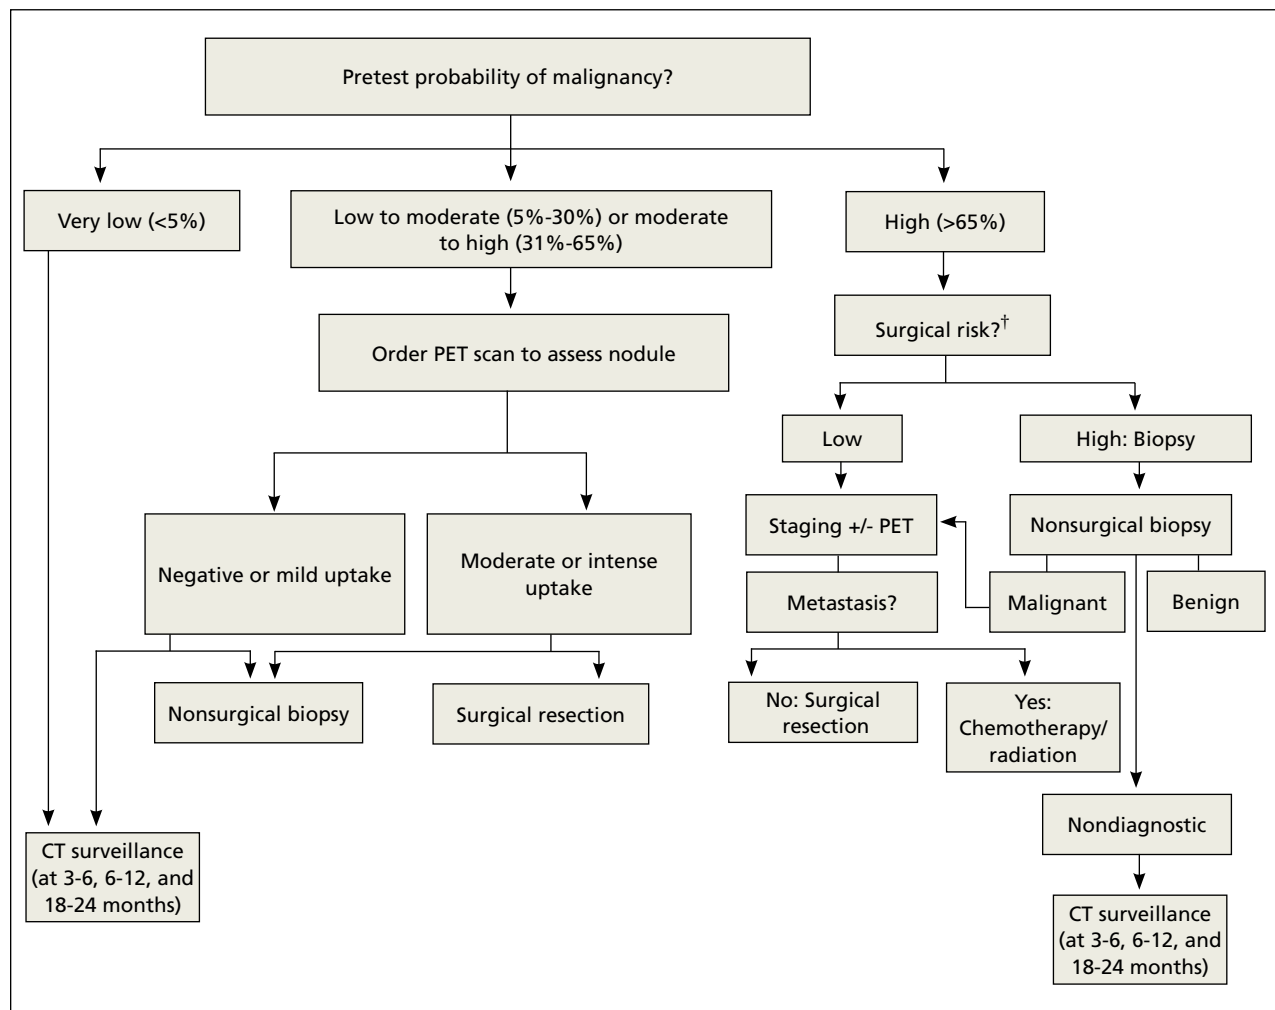 Pretest probability of malignancy?
Very low (<5%)
Low to moderate (5%-30%) or moderate
to high (31%-65%)
High (>65%)
Surgical risk?†
Order PET scan to assess nodule
Low
High: Biopsy
Negative or mild uptake
Moderate or intense
uptake
Staging +/- PET
Nonsurgical biopsy
Metastasis?
Malignant
Benign
Nonsurgical biopsy
Surgical resection
No: Surgical
resection
Yes:
Chemotherapy/
radiation
Nondiagnostic
CT surveillance
(at 3-6, 6-12, and
18-24 months)
CT surveillance
(at 3-6, 6-12, and
18-24 months)